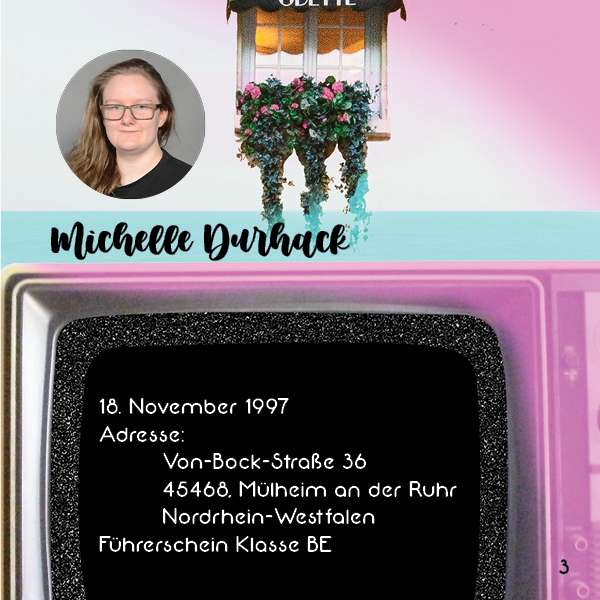 ODETTE
Michelle Durhack
18. November 1997
Adresse:
Von-Bock-Straße 36
45468, Mülheim an der Ruhr
Nordrhein-Westfalen
Führerschein Klasse BE
3